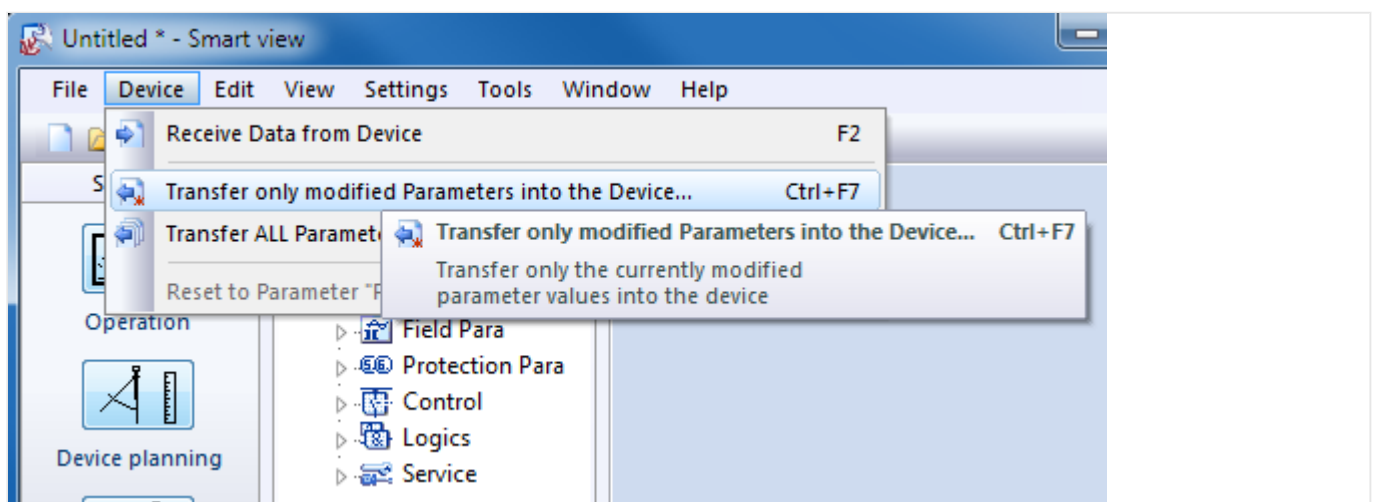 Untitled * - Smart view
File Device Edit View Settings Tools Window Help
Receive Data from Device F2
S
Transfer only modified Parameters into the Device... Ctrl+F7
Transfer ALL
Transfer only modified Parameters into the Device... Ctrl+F7
Transfer only the currently modified
parameter values into the device
Reset to Parameter
Operation
Field Para
Protection Para
Control
Logics
Device planning
Service